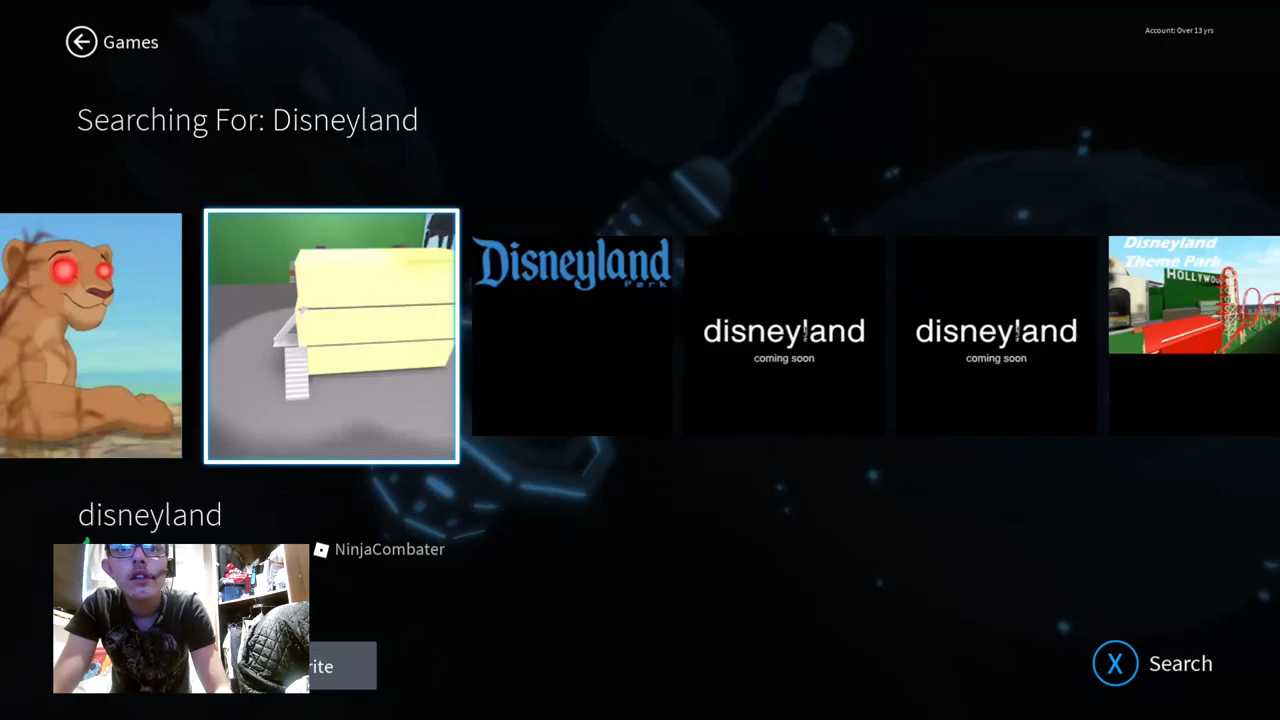 Games
Account: Over 13 yrs
Searching For: Disneyland
Disneyland
Park
disneyland
coming soon
disneyland
coming soon
Disneyland
Theme Park
HOLLYWO
disneyland
NinjaCombater
rite
X Search